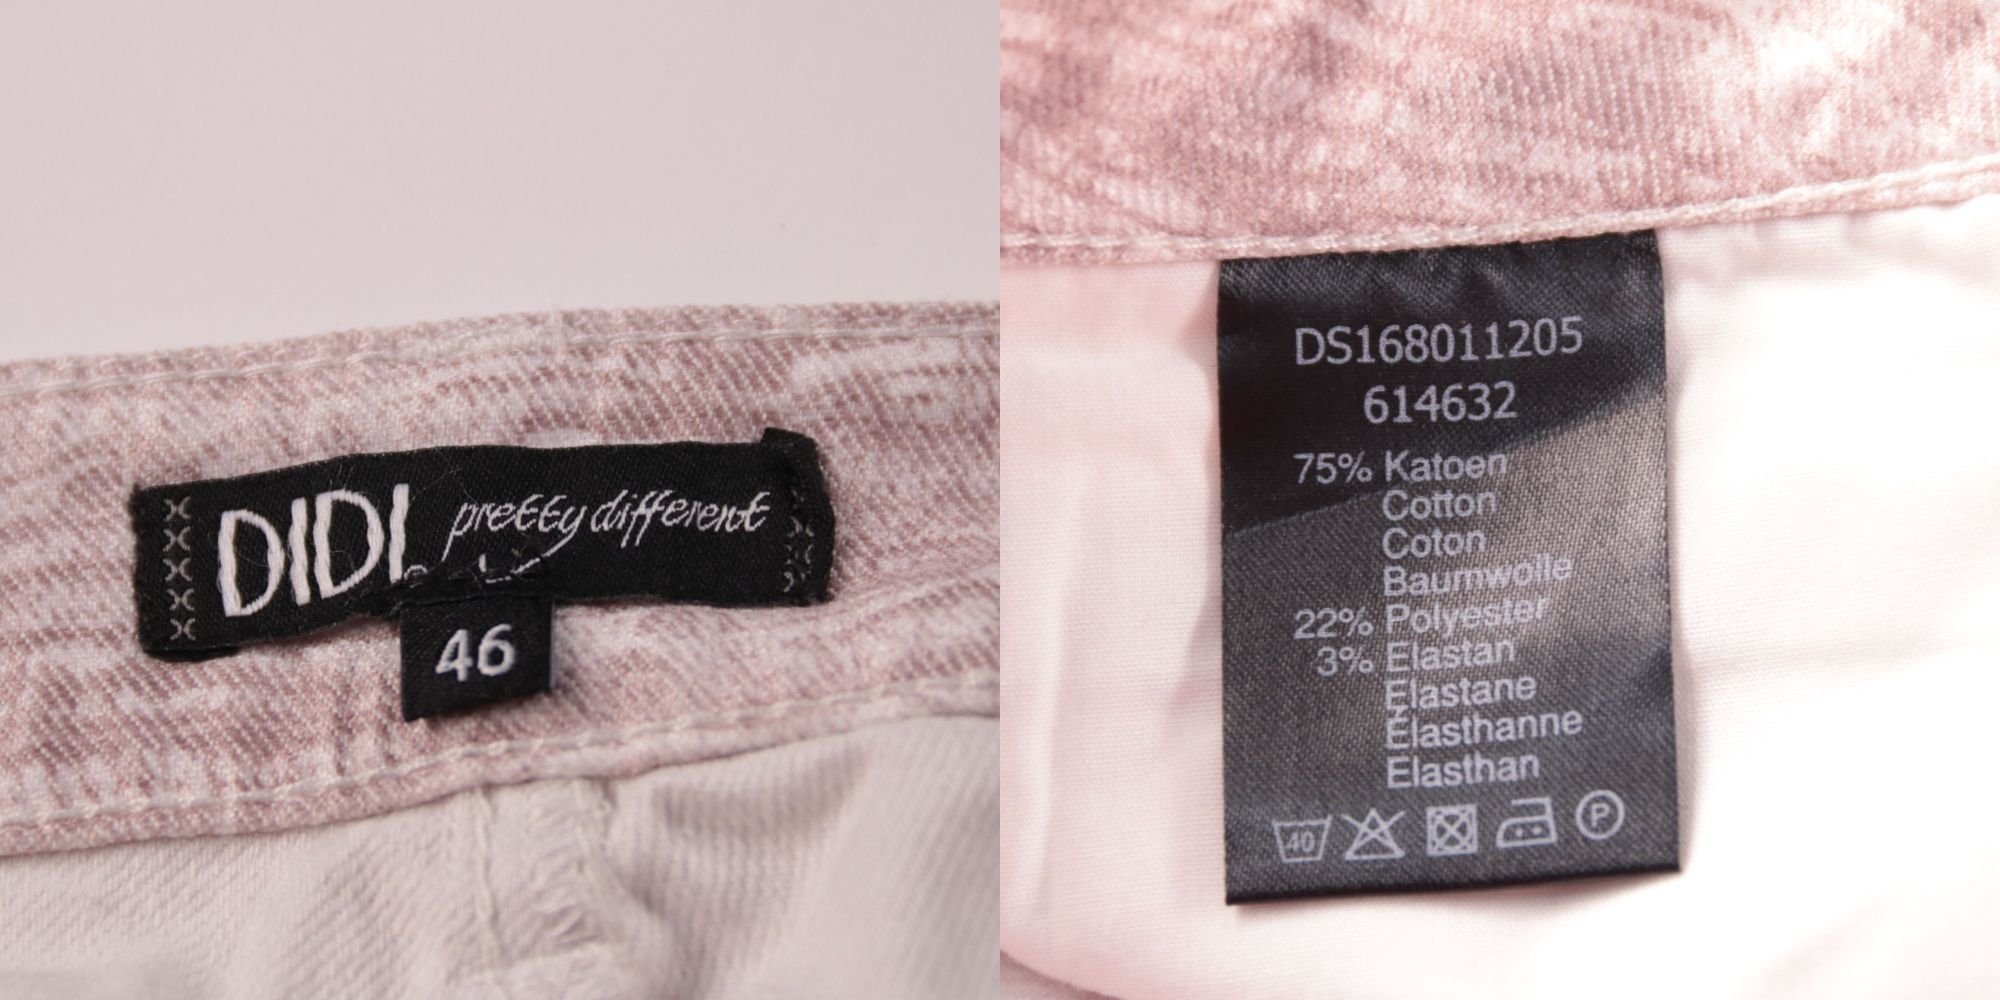 DIDI pretty different
46
DS168011205
614632
75% Katoen
Cotton
Coton
Baumwolle
22% Polyester
3% Elastan
Elastane
Elasthanne
Elasthan
40
P